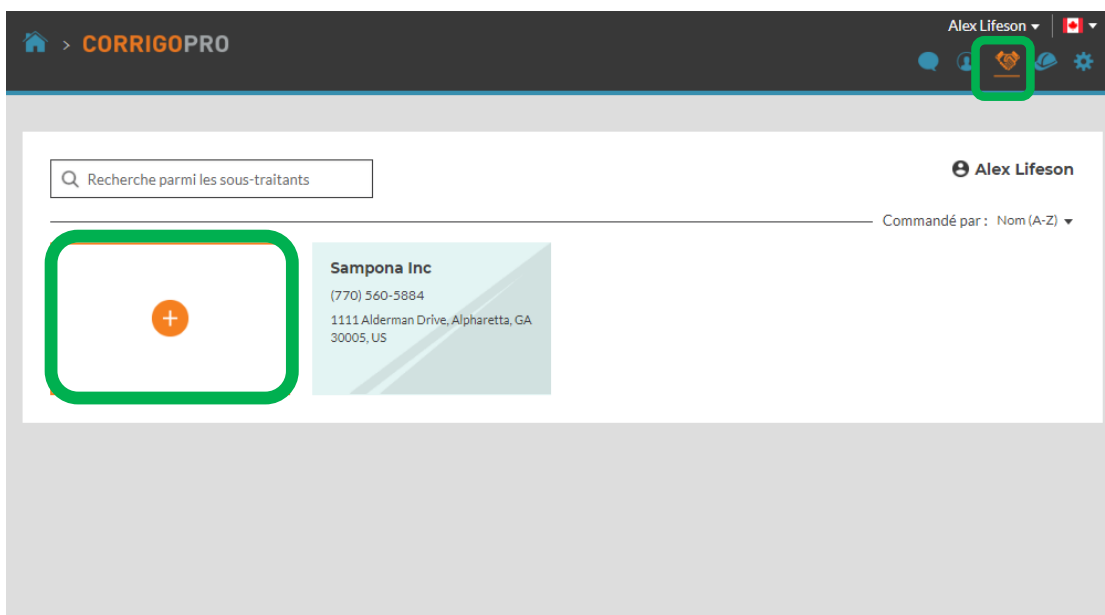 Alex Lifeson
> CORRIGOPRO
Recherche parmi les sous-traitants
Alex Lifeson
Commandé par : Nom (A-Z)
Sampona Inc
(770) 560-5884
1111 Alderman Drive, Alpharetta, GA
30005, US